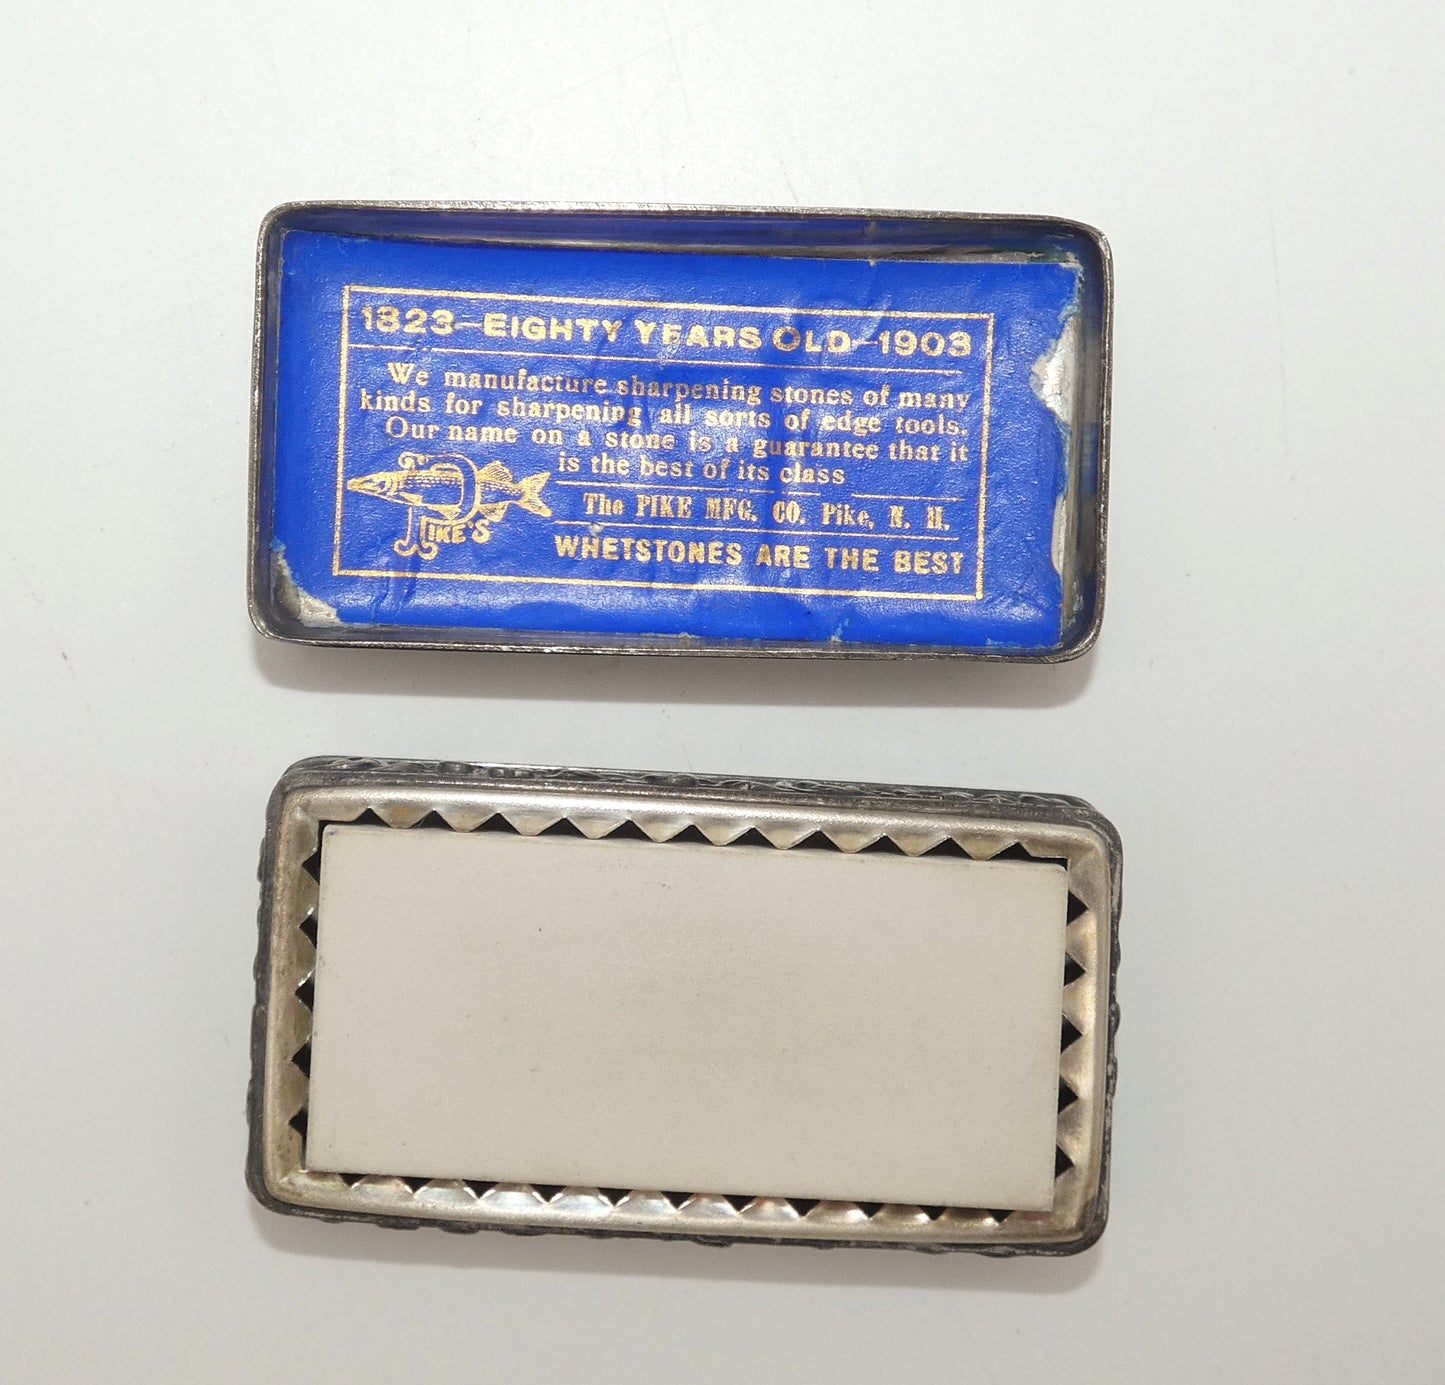 1823–EIGHTY YEARS OLD–1903
We manufacture sharpening stones of many
kinds for sharpening all sorts of edge tools.
Our name on a stone is a guarantee that it
is the best of its class
PIKE'S
The PIKE MFG. CO. Pike, N. H.
WHETSTONES ARE THE BEST